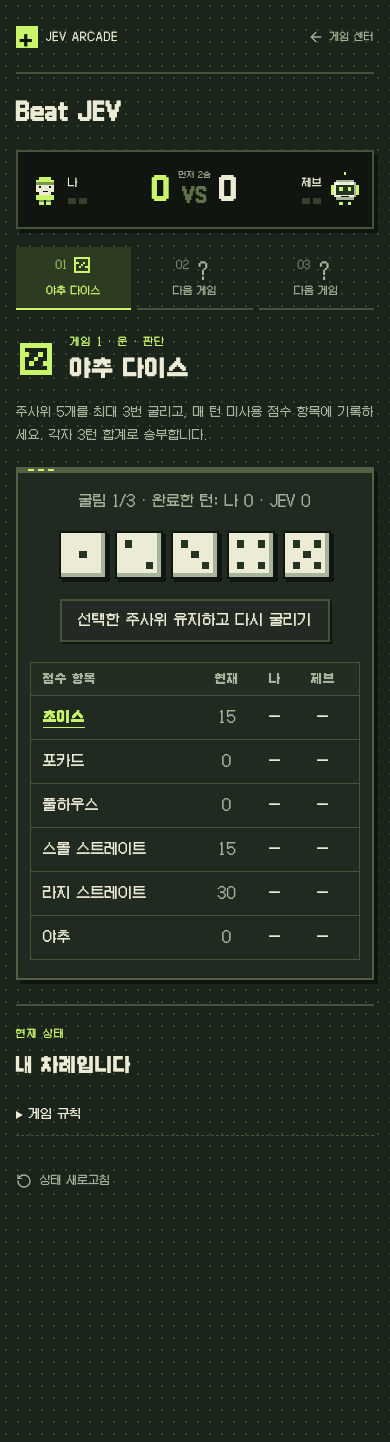 JEV ARCADE
← 게임 센터
Beat JEV
나
0
먼저 2승
VS
0
제브
01
야추 다이스
02 ?
다음 게임
03 ?
다음 게임
게임 1 · 운 · 판단
야추 다이스
주사위 5개를 최대 3번 굴리고, 매 턴 미사용 점수 항목에 기록하
세요. 각자 3턴 합계로 승부합니다.
굴림 1/3 · 완료한 턴: 나 0 · JEV 0
선택한 주사위 유지하고 다시 굴리기
점수 항목 현재 나 제브
초이스 15 – –
포카드 0 – –
풀하우스 0 – –
스몰 스트레이트 15 – –
라지 스트레이트 30 – –
야추 0 – –
현재 상태
내 차례입니다
▸ 게임 규칙
상태 새로고침